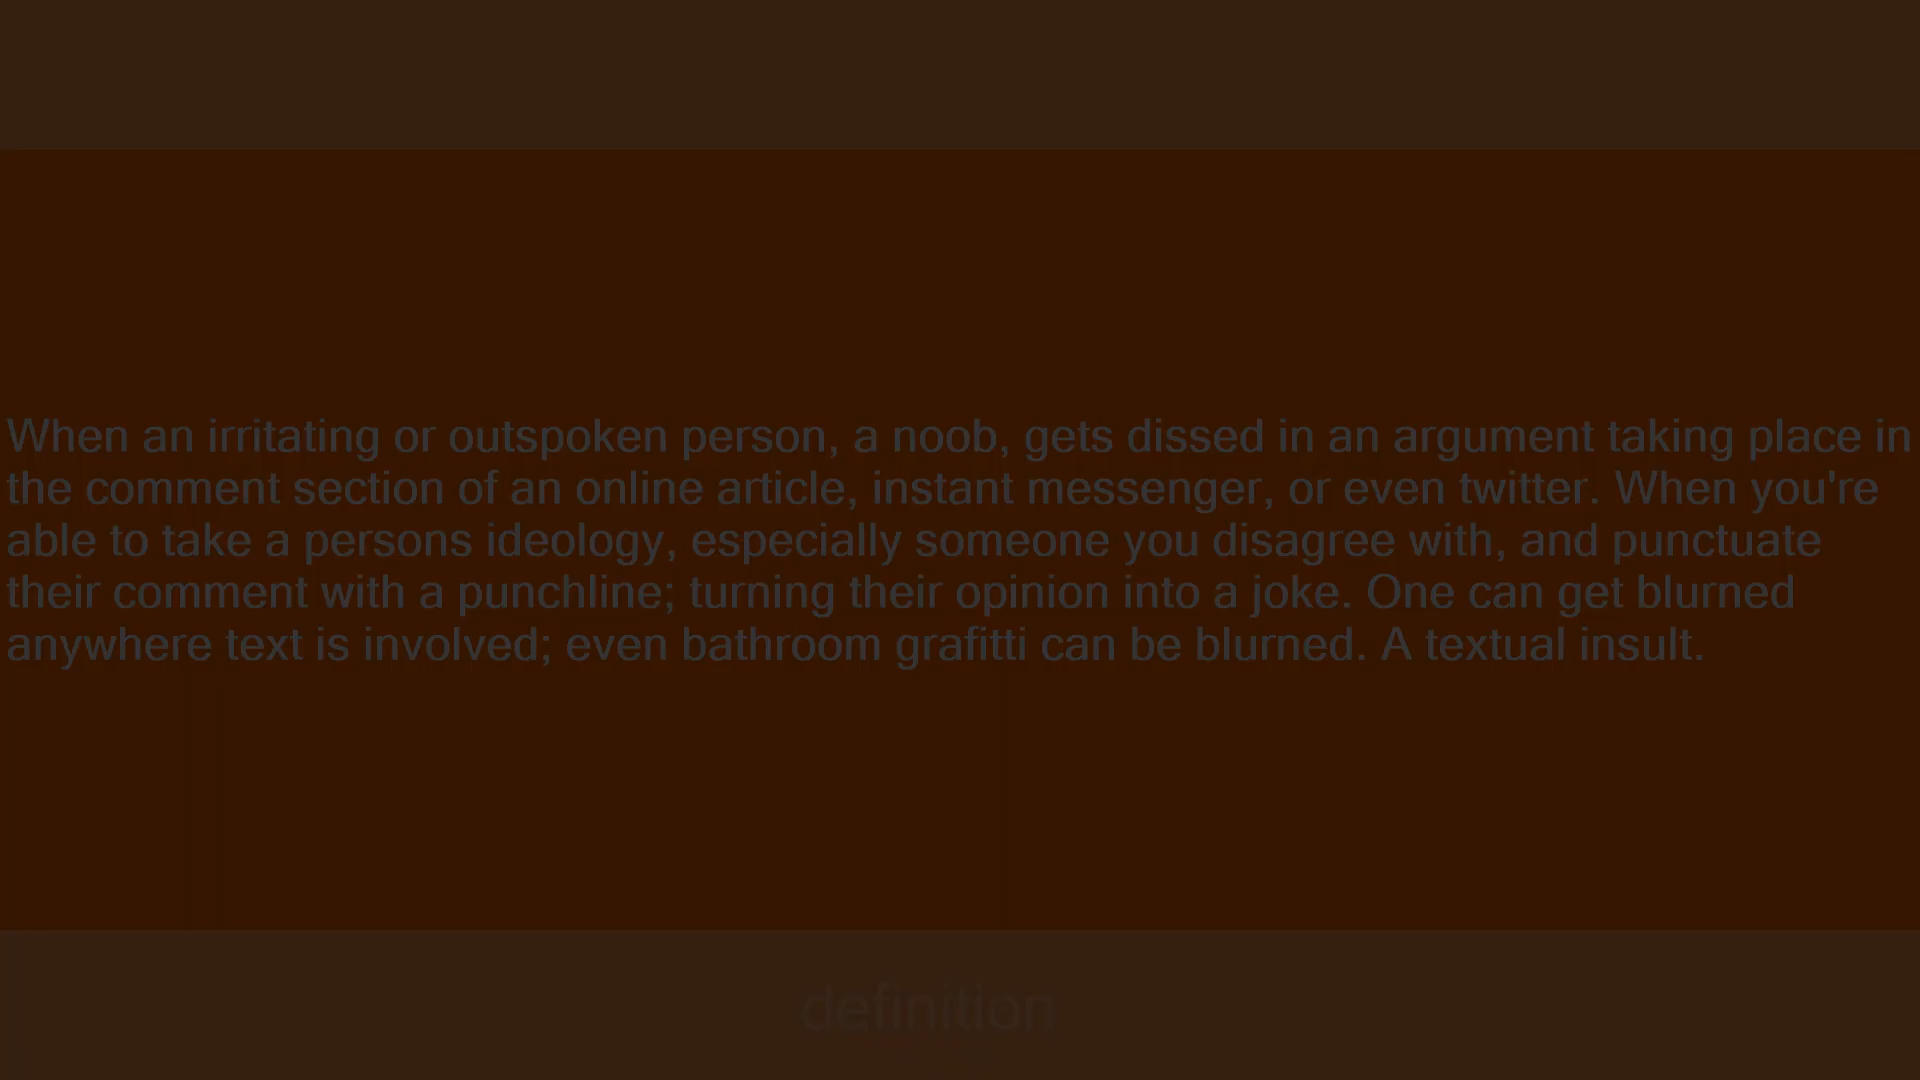 When an irritating or outspoken person, a noob, gets dissed in an argument taking place in
the comment section of an online article, instant messenger, or even twitter. When you're
able to take a persons ideology, especially someone you disagree with, and punctuate
their comment with a punchline; turning their opinion into a joke. One can get blurned
anywhere text is involved; even bathroom grafitti can be blurned. A textual insult.
definition